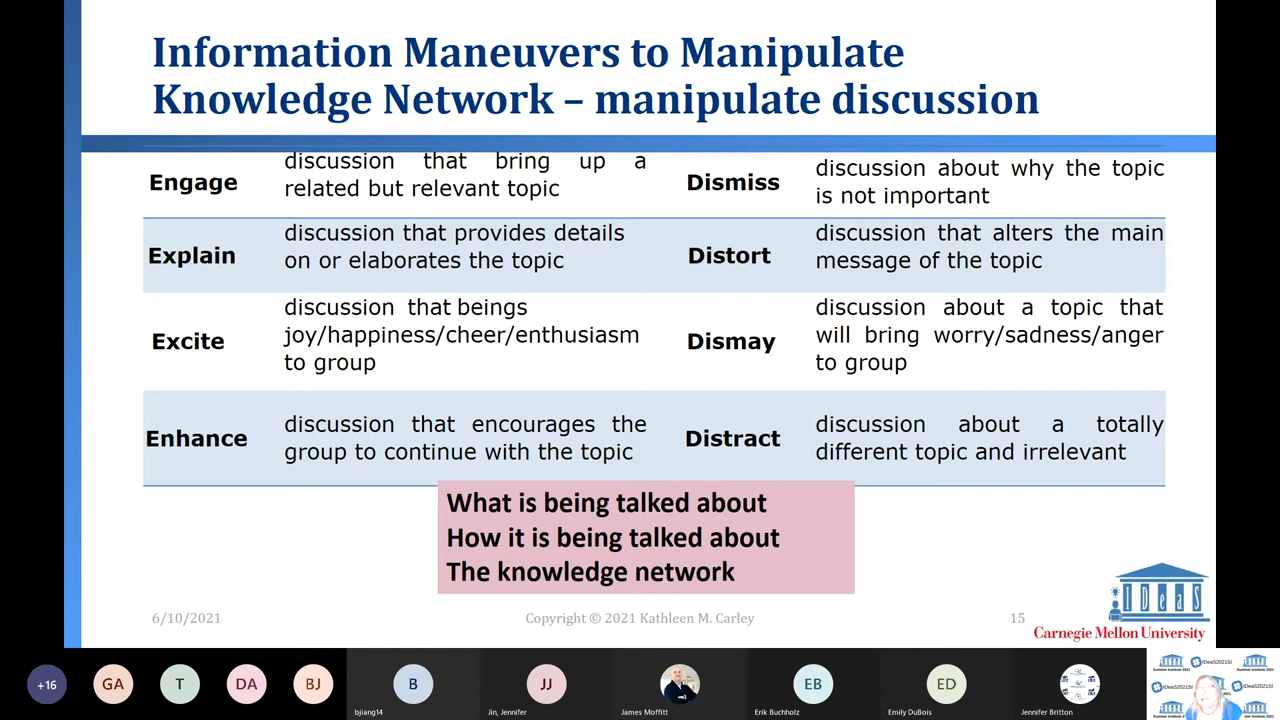 Information Maneuvers to Manipulate
Knowledge Network – manipulate discussion
Engage
discussion that bring up a
related but relevant topic
Dismiss
discussion about why the topic
is not important
Explain
discussion that provides details
on or elaborates the topic
Distort
discussion that alters the main
message of the topic
Excite
discussion that beings
joy/happiness/cheer/enthusiasm
to group
Dismay
discussion about a topic that
will bring worry/sadness/anger
to group
Enhance
discussion that encourages the
group to continue with the topic
Distract
discussion about a totally
different topic and irrelevant
What is being talked about
How it is being talked about
The knowledge network
6/10/2021
Copyright © 2021 Kathleen M. Carley
15
IDeaS
Carnegie Mellon University
+16
GA
T
DA
BJ
B
bjiang14
JJ
Jin, Jennifer
James Moffitt
EB
Erik Buchholz
ED
Emily DuBois
Jennifer Britton
IDeaS2021SI
IDeaS2021SI
IDeaS2021SI